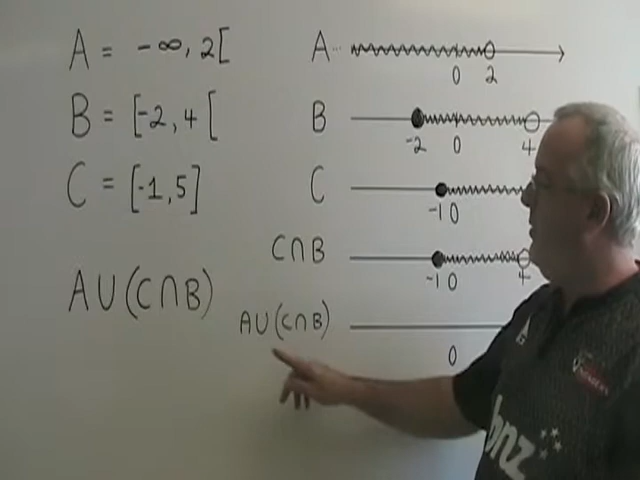 A = -∞, 2[
B = [-2, 4[
C = [-1, 5]
A∪(C∩B)
A
0 2
B
-2 0 4
C
-1 0
C∩B
-1 0 4
A∪(C∩B)
0
bnz